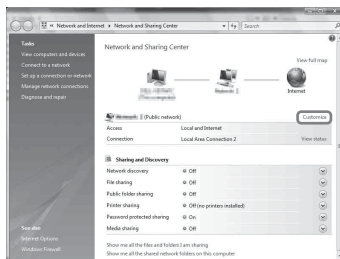 « Network and Internet ▸ Network and Sharing Center
Search
Tasks
View computers and devices
Connect to a network
Set up a connection or network
Manage network connections
Diagnose and repair
See also
Internet Options
Windows Firewall
Network and Sharing Center
View full map
Internet
(Public network)
Customize
Access Local and Internet
Connection Local Area Connection 2 View status
Sharing and Discovery
Network discovery Off
File sharing Off
Public folder sharing Off
Printer sharing Off (no printers installed)
Password protected sharing On
Media sharing Off
Show me all the files and folders I am sharing
Show me all the shared network folders on this computer